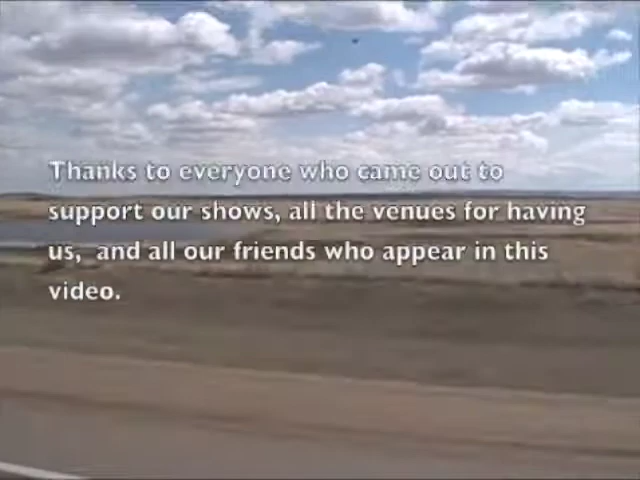 Thanks to everyone who came out to
support our shows, all the venues for having
us, and all our friends who appear in this
video.